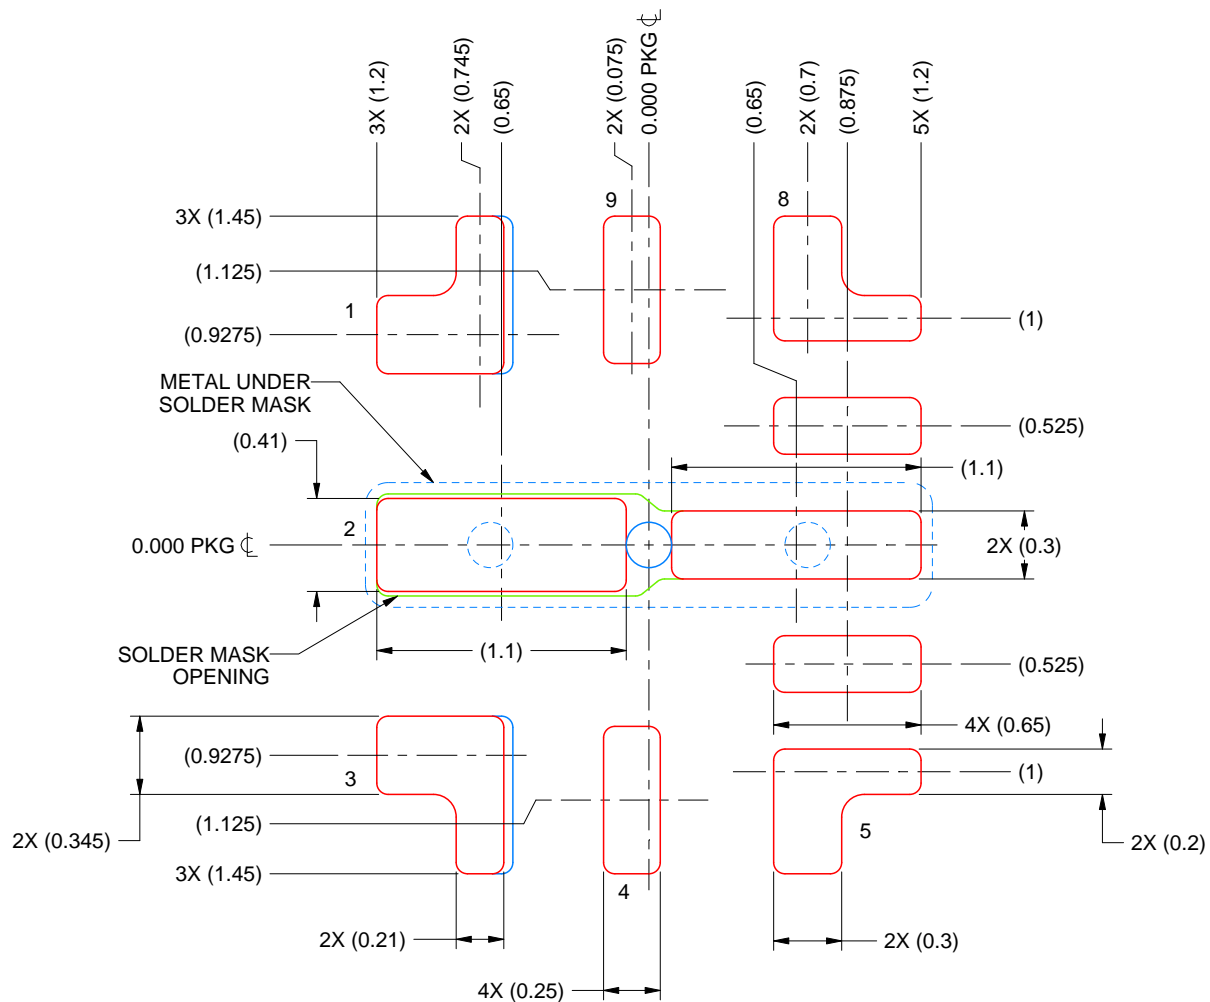 3X (1.2)
2X (0.745)
(0.65)
2X (0.075)
0.000 PKG ℄
(0.65)
2X (0.7)
(0.875)
5X (1.2)
9
8
3X (1.45)
(1.125)
1
(0.9275)
(1)
METAL UNDER
SOLDER MASK
(0.41)
(0.525)
(1.1)
2
0.000 PKG ℄
2X (0.3)
SOLDER MASK
OPENING
(1.1)
(0.525)
4X (0.65)
(0.9275)
3
(1)
(1.125)
5
2X (0.345)
2X (0.2)
3X (1.45)
4
2X (0.21)
2X (0.3)
4X (0.25)